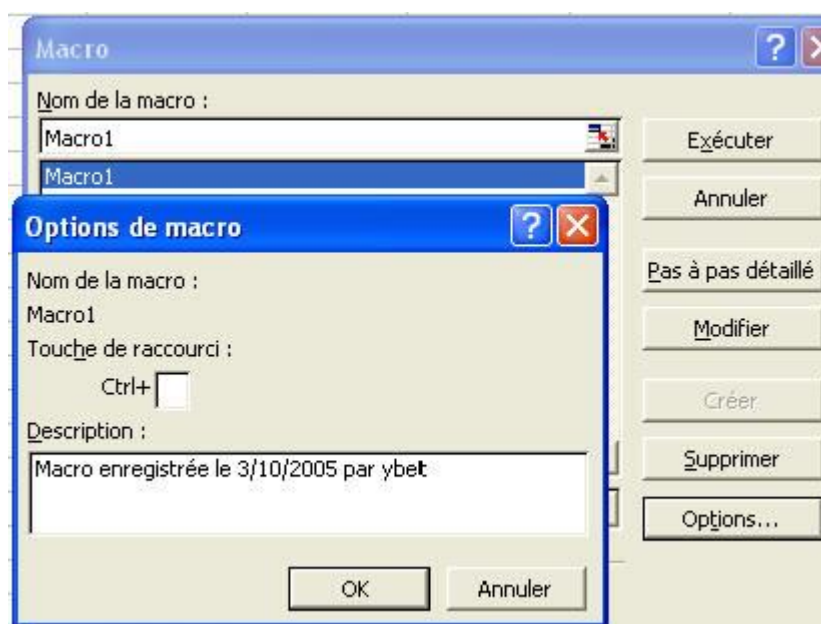 Macro
Nom de la macro :
Macro1
Macro1
Exécuter
Annuler
Pas à pas détaillé
Modifier
Créer
Supprimer
Options...
Options de macro
Nom de la macro :
Macro1
Touche de raccourci :
Ctrl+
Description :
Macro enregistrée le 3/10/2005 par ybet
OK
Annuler